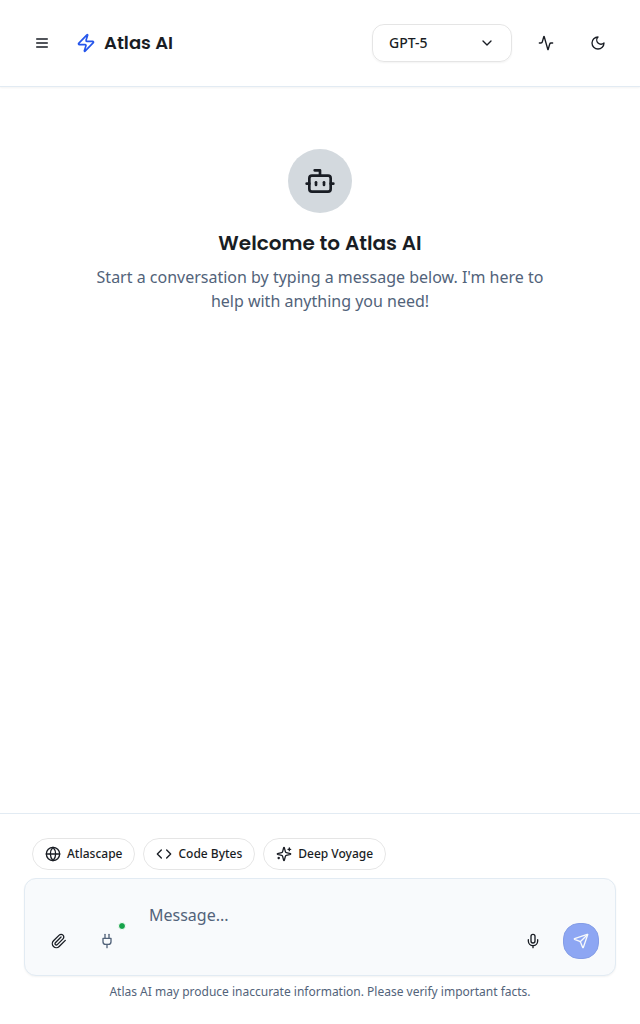 Atlas AI
GPT-5
Welcome to Atlas AI
Start a conversation by typing a message below. I'm here to
help with anything you need!
Atlascape
Code Bytes
Deep Voyage
Message...
Atlas AI may produce inaccurate information. Please verify important facts.